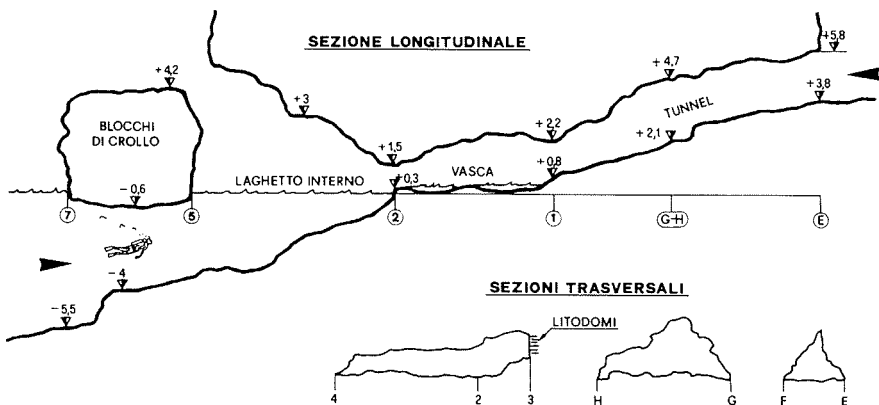 SEZIONE LONGITUDINALE
+5,8
+4,7
+4,2
+3,8
TUNNEL
+3
BLOCCHI
DI CROLLO
+2,2
+2,1
+1,5
VASCA
+0,8
LAGHETTO INTERNO
+0,3
-0,6
7
5
2
1
G-H
E
-4
-5,5
SEZIONI TRASVERSALI
LITODOMI
4
2
3
H
G
F
E